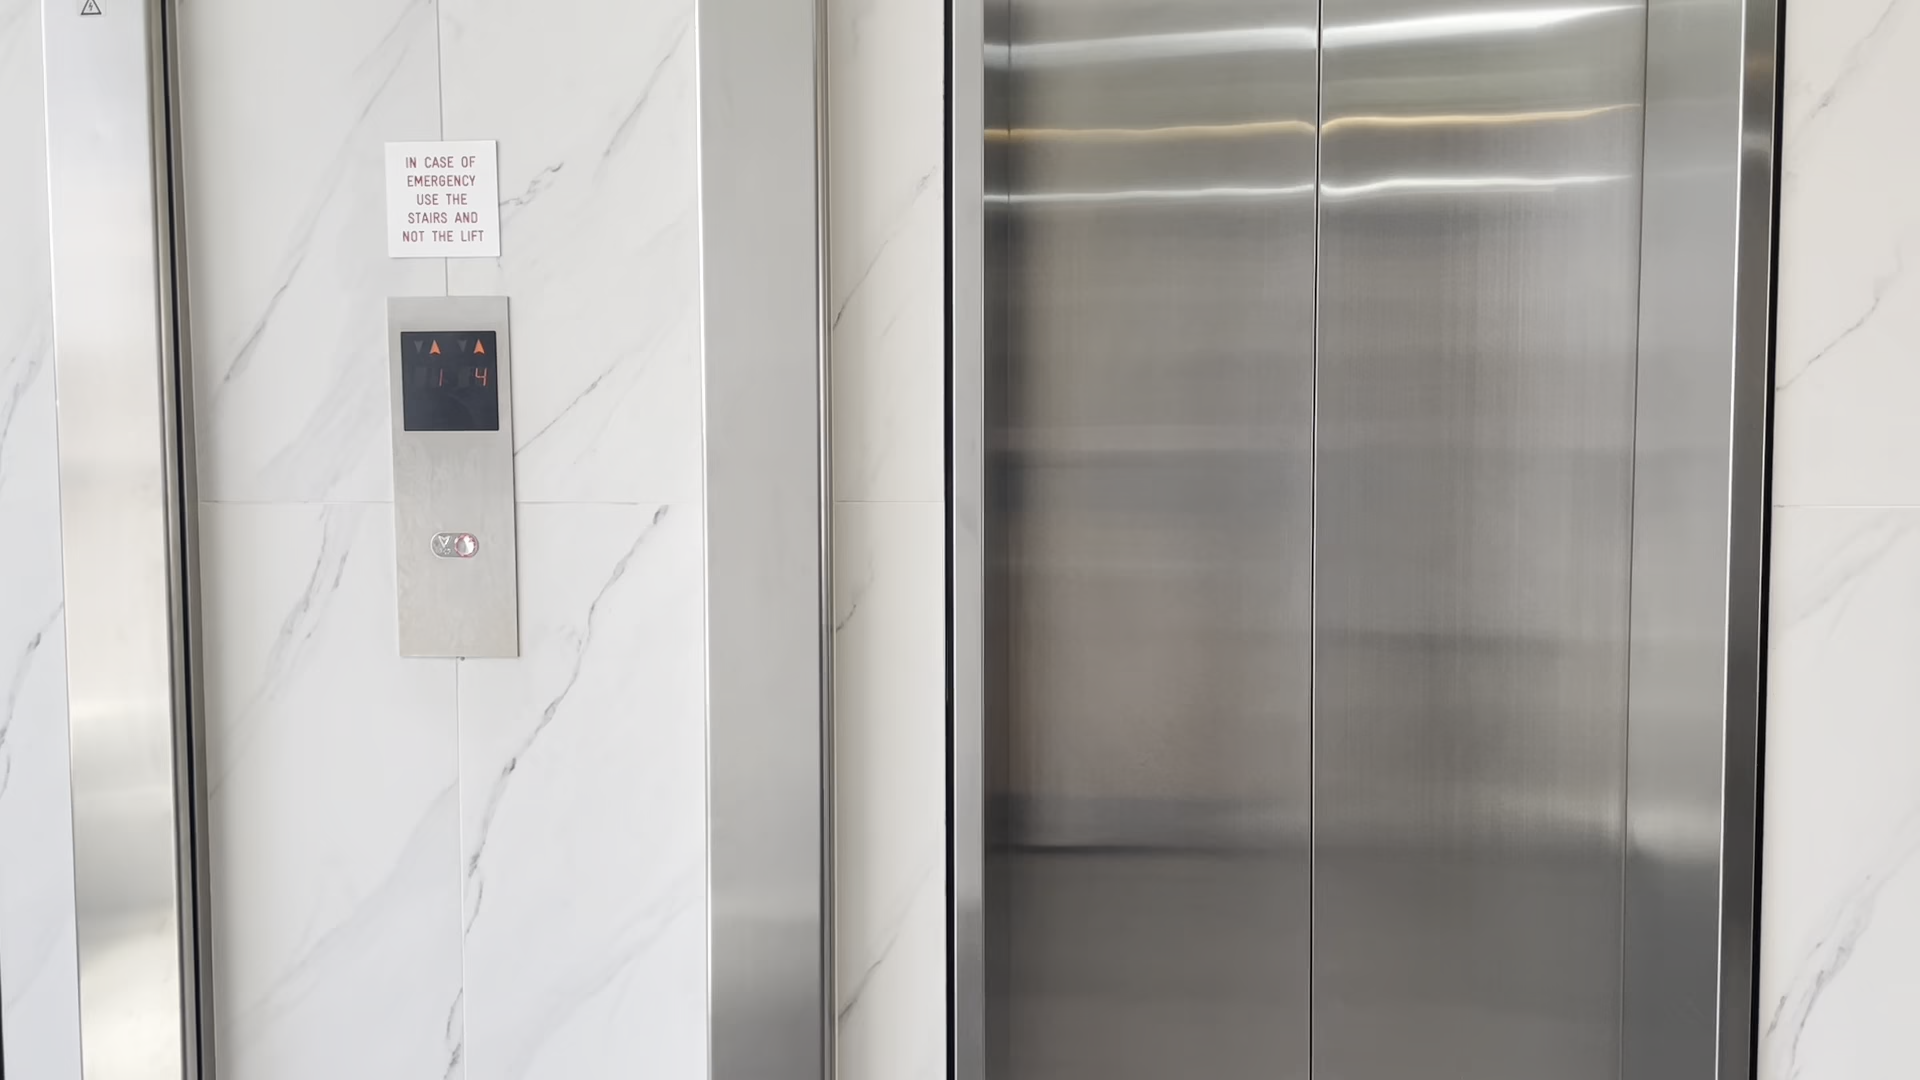 IN CASE OF
EMERGENCY
USE THE
STAIRS AND
NOT THE LIFT
1 4